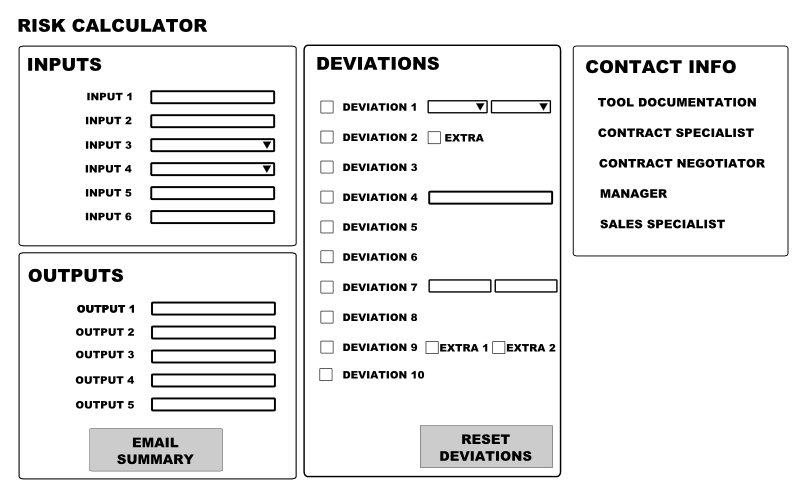 RISK CALCULATOR
INPUTS
INPUT 1
INPUT 2
INPUT 3
INPUT 4
INPUT 5
INPUT 6
OUTPUTS
OUTPUT 1
OUTPUT 2
OUTPUT 3
OUTPUT 4
OUTPUT 5
EMAIL
SUMMARY
DEVIATIONS
DEVIATION 1
DEVIATION 2 EXTRA
DEVIATION 3
DEVIATION 4
DEVIATION 5
DEVIATION 6
DEVIATION 7
DEVIATION 8
DEVIATION 9 EXTRA 1 EXTRA 2
DEVIATION 10
RESET
DEVIATIONS
CONTACT INFO
TOOL DOCUMENTATION
CONTRACT SPECIALIST
CONTRACT NEGOTIATOR
MANAGER
SALES SPECIALIST